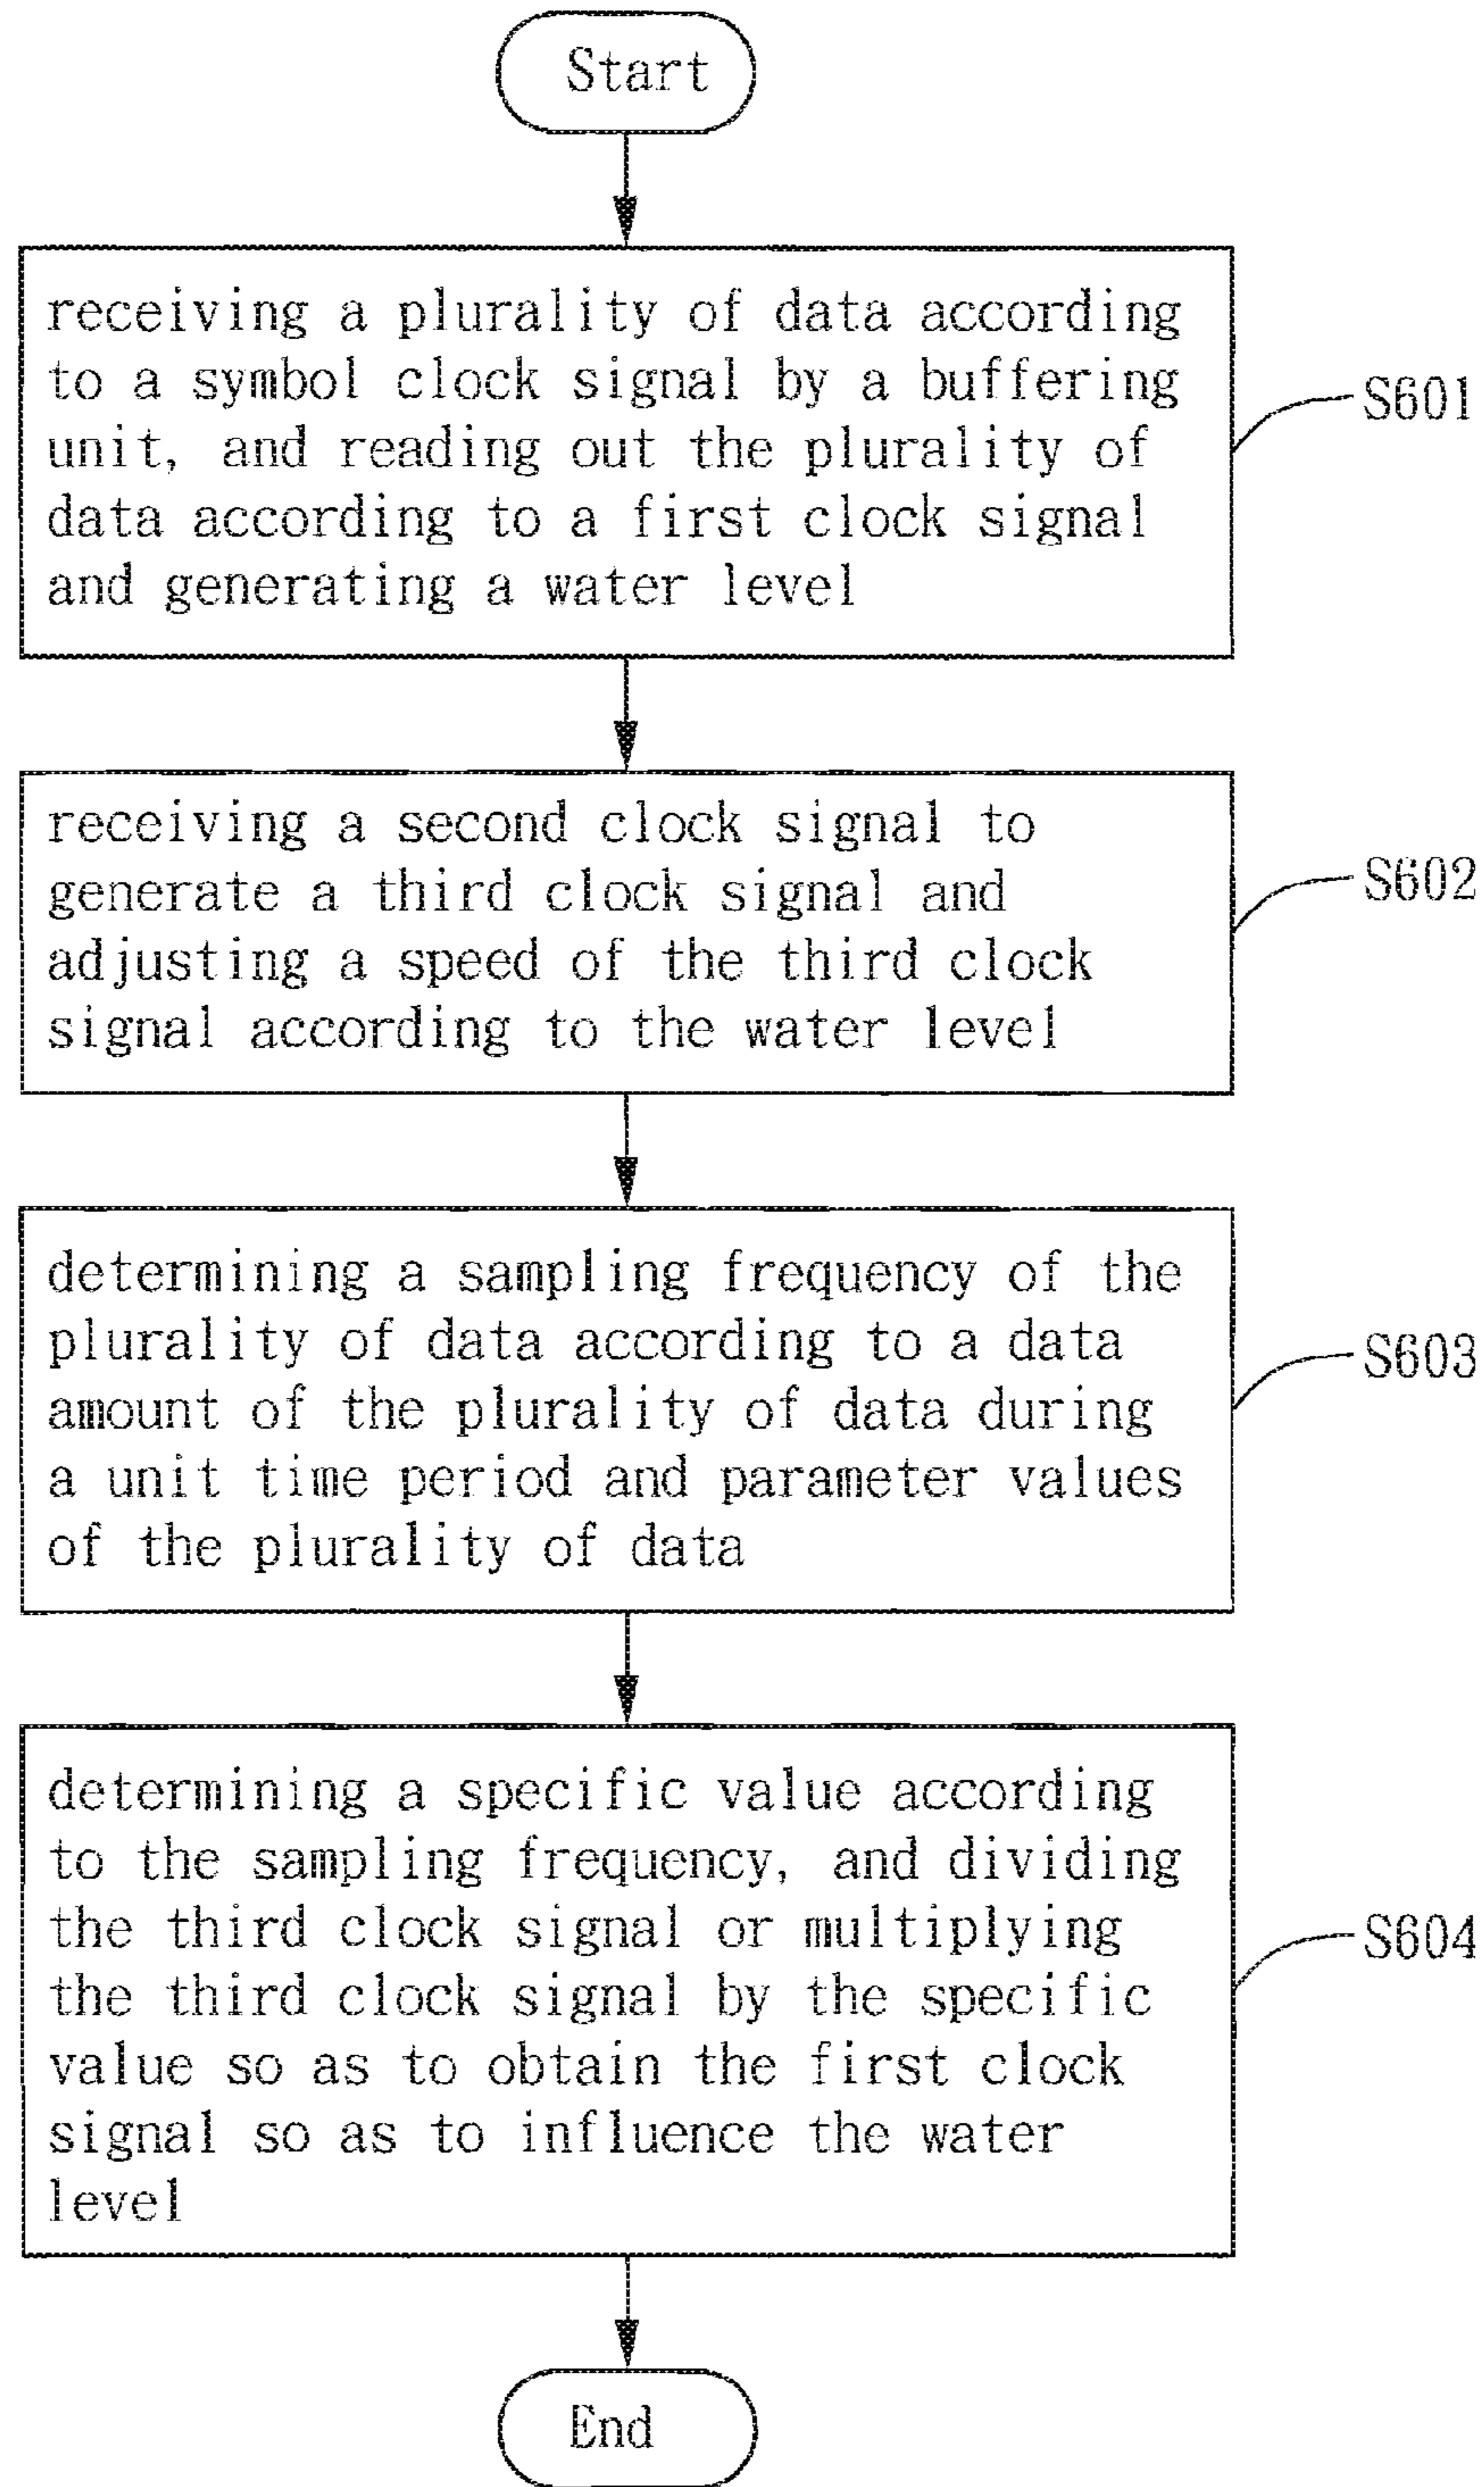 Start
receiving a plurality of data according
to a symbol clock signal by a buffering
unit, and reading out the plurality of
data according to a first clock signal
and generating a water level
S601
receiving a second clock signal to
generate a third clock signal and
adjusting a speed of the third clock
signal according to the water level
S602
determining a sampling frequency of the
plurality of data according to a data
amount of the plurality of data during
a unit time period and parameter values
of the plurality of data
S603
determining a specific value according
to the sampling frequency, and dividing
the third clock signal or multiplying
the third clock signal by the specific
value so as to obtain the first clock
signal so as to influence the water
level
S604
End